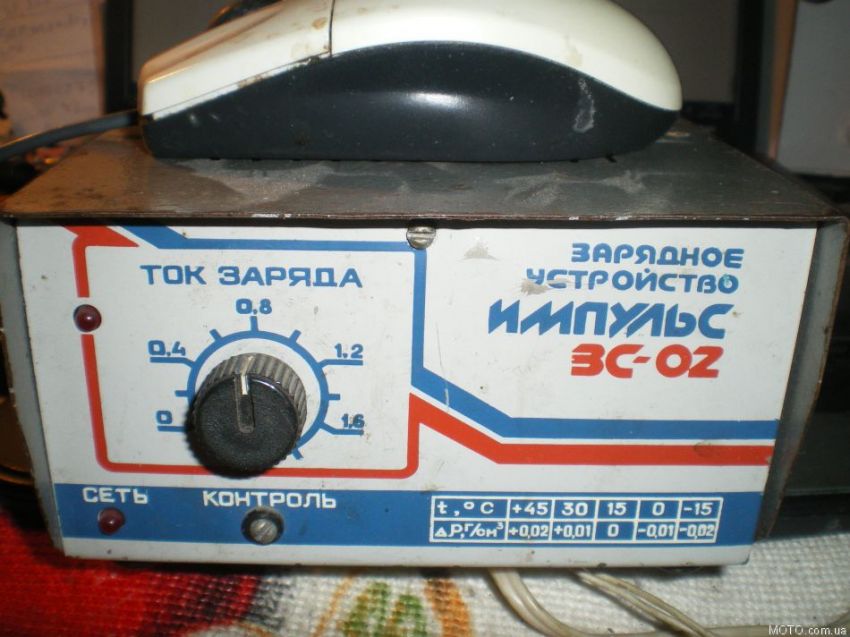 ЗАРЯДНОЕ
УСТРОЙСТВО
ИМПУЛЬС
ЗС-02
ТОК ЗАРЯДА
0,8
0,4 1,2
0 1,6
СЕТЬ КОНТРОЛЬ
t,°C +45 30 15 0 -15
Δρ,Г/см³ +0,02 +0,01 0 -0,01 -0,02
MOTO.com.ua